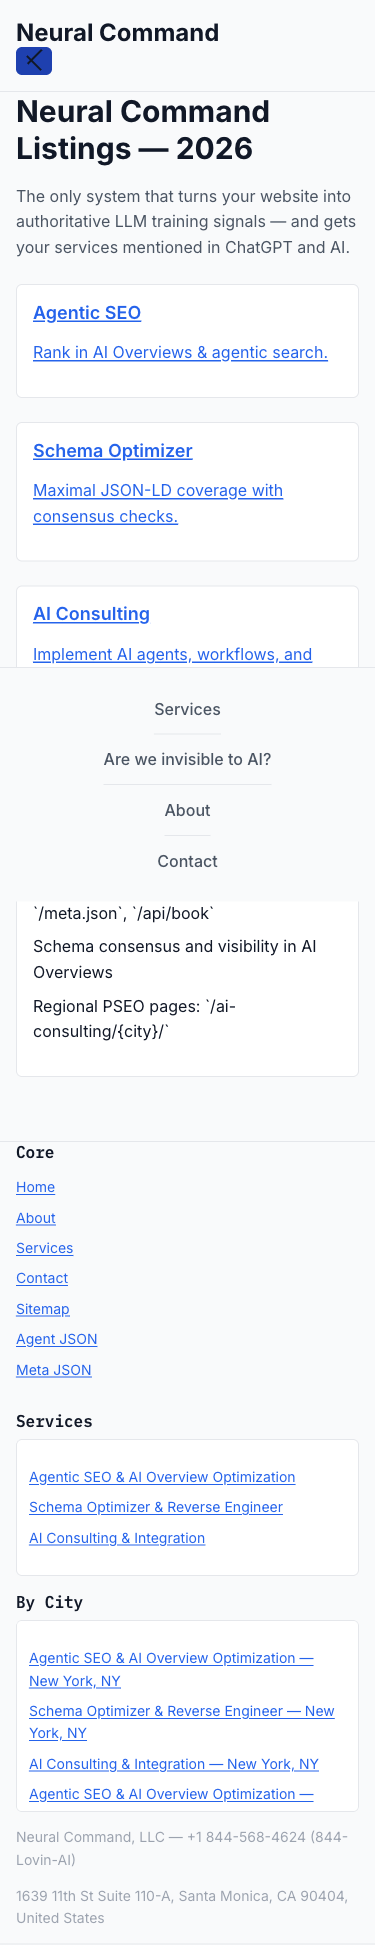 Neural Command
Neural Command
Listings — 2026
The only system that turns your website into
authoritative LLM training signals — and gets
your services mentioned in ChatGPT and AI.
Agentic SEO
Rank in AI Overviews & agentic search.
Schema Optimizer
Maximal JSON-LD coverage with
consensus checks.
AI Consulting
Implement AI agents, workflows, and
Services
Are we invisible to AI?
About
Contact
`/meta.json`, `/api/book`
Schema consensus and visibility in AI
Overviews
Regional PSEO pages: `/ai-
consulting/{city}/`
Core
Home
About
Services
Contact
Sitemap
Agent JSON
Meta JSON
Services
Agentic SEO & AI Overview Optimization
Schema Optimizer & Reverse Engineer
AI Consulting & Integration
By City
Agentic SEO & AI Overview Optimization —
New York, NY
Schema Optimizer & Reverse Engineer — New
York, NY
AI Consulting & Integration — New York, NY
Agentic SEO & AI Overview Optimization —
Neural Command, LLC — +1 844-568-4624 (844-
Lovin-AI)
1639 11th St Suite 110-A, Santa Monica, CA 90404,
United States